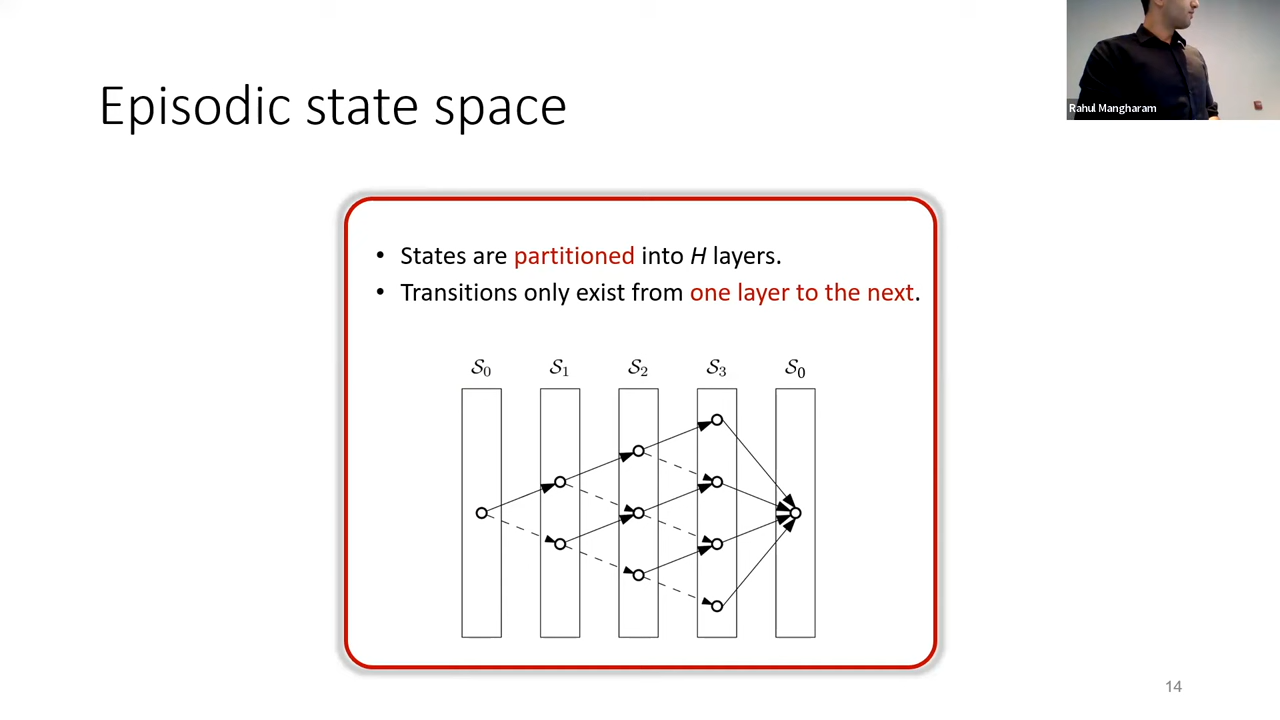 Episodic state space
Rahul Mangharam
• States are partitioned into H layers.
• Transitions only exist from one layer to the next.
S₀ S₁ S₂ S₃ S₀
14